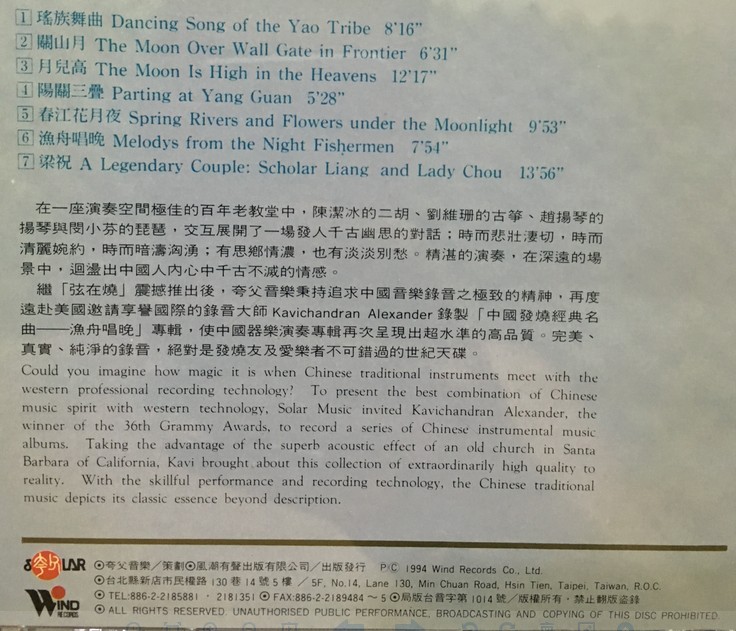 1 瑤族舞曲 Dancing Song of the Yao Tribe 8'16"
2 關山月 The Moon Over Wall Gate in Frontier 6'31"
3 月兒高 The Moon Is High in the Heavens 12'17"
4 陽關三疊 Parting at Yang Guan 5'28"
5 春江花月夜 Spring Rivers and Flowers under the Moonlight 9'53"
6 漁舟唱晚 Melodys from the Night Fishermen 7'54"
7 梁祝 A Legendary Couple: Scholar Liang and Lady Chou 13'56"
在一座演奏空間極佳的百年老教堂中，陳潔冰的二胡、劉維珊的古箏、趙揚琴的
揚琴與閔小芬的琵琶，交互展開了一場發人千古幽思的對話；時而悲壯淒切，時而
清麗婉約，時而暗濤洶湧；有思鄉情濃，也有淡淡別愁。精湛的演奏，在深遠的場
景中，迴盪出中國人內心中千古不減的情感。
繼「弦在燒」震撼推出後，夸父音樂秉持追求中國音樂錄音之極致的精神，再度
遠赴美國邀請享譽國際的錄音大師Kavichandran Alexander 錄製「中國發燒經典名
曲——漁舟唱晚」專輯，使中國器樂演奏專輯再次呈現出超水準的高品質。完美、
真實、純淨的錄音，絕對是發燒友及愛樂者不可錯過的世紀天碟。
Could you imagine how magic it is when Chinese traditional instruments meet with the
western professional recording technology? To present the best combination of Chinese
music spirit with western technology, Solar Music invited Kavichandran Alexander, the
winner of the 36th Grammy Awards, to record a series of Chinese instrumental music
albums. Taking the advantage of the superb acoustic effect of an old church in Santa
Barbara of California, Kavi brought about this collection of extraordinarily high quality to
reality. With the skillful performance and recording technology, the Chinese traditional
music depicts its classic essence beyond description.
⊙夸父音樂／策劃⊙風潮有聲出版有限公司／出版發行 P/C 1994 Wind Records Co., Ltd.
⊙台北縣新店市民權路130巷14號5樓 / 5F, No.14, Lane 130, Min Chuan Road, Hsin Tien, Taipei, Taiwan, R.O.C.
WIND RECORDS ⊙TEL:886-2-2185881．2181351⊙FAX:886-2-2189484～5⊙局版台音字第1014號／版權所有．禁止翻版盜錄
⊙ALL RIGHTS RESERVED. UNAUTHORISED PUBLIC PERFORMANCE, BROADCASTING AND COPYING OF THIS DISC PROHIBITED.